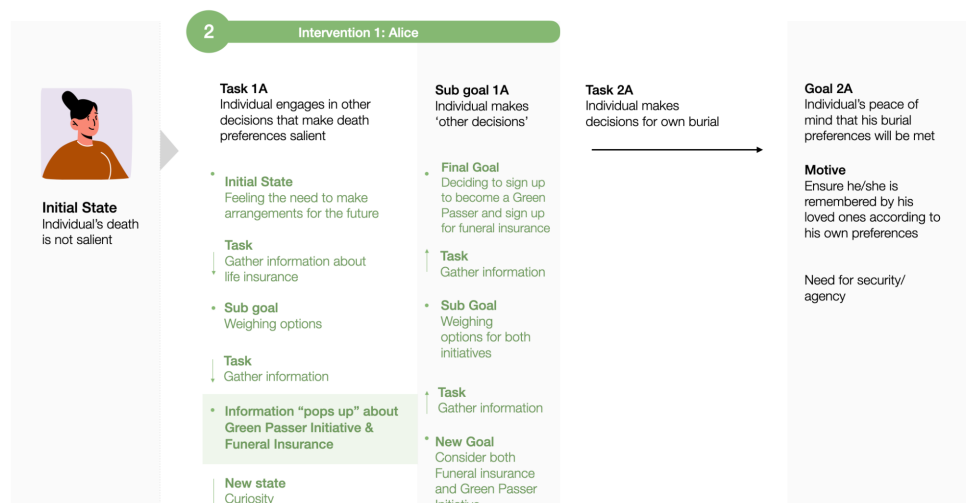 2
Intervention 1: Alice
Initial State
Individual's death
is not salient
Task 1A
Individual engages in other
decisions that make death
preferences salient
Initial State
Feeling the need to make
arrangements for the future
Task
Gather information about
life insurance
Sub goal
Weighing options
Task
Gather information
Information “pops up” about
Green Passer Initiative &
Funeral Insurance
New state
Curiosity
Sub goal 1A
Individual makes
‘other decisions’
Final Goal
Deciding to sign up
to become a Green
Passer and sign up
for funeral insurance
Task
Gather information
Sub Goal
Weighing
options for both
initiatives
Task
Gather information
New Goal
Consider both
Funeral insurance
and Green Passer
Initiative
Task 2A
Individual makes
decisions for own burial
Goal 2A
Individual's peace of
mind that his burial
preferences will be met
Motive
Ensure he/she is
remembered by his
loved ones according to
his own preferences
Need for security/
agency